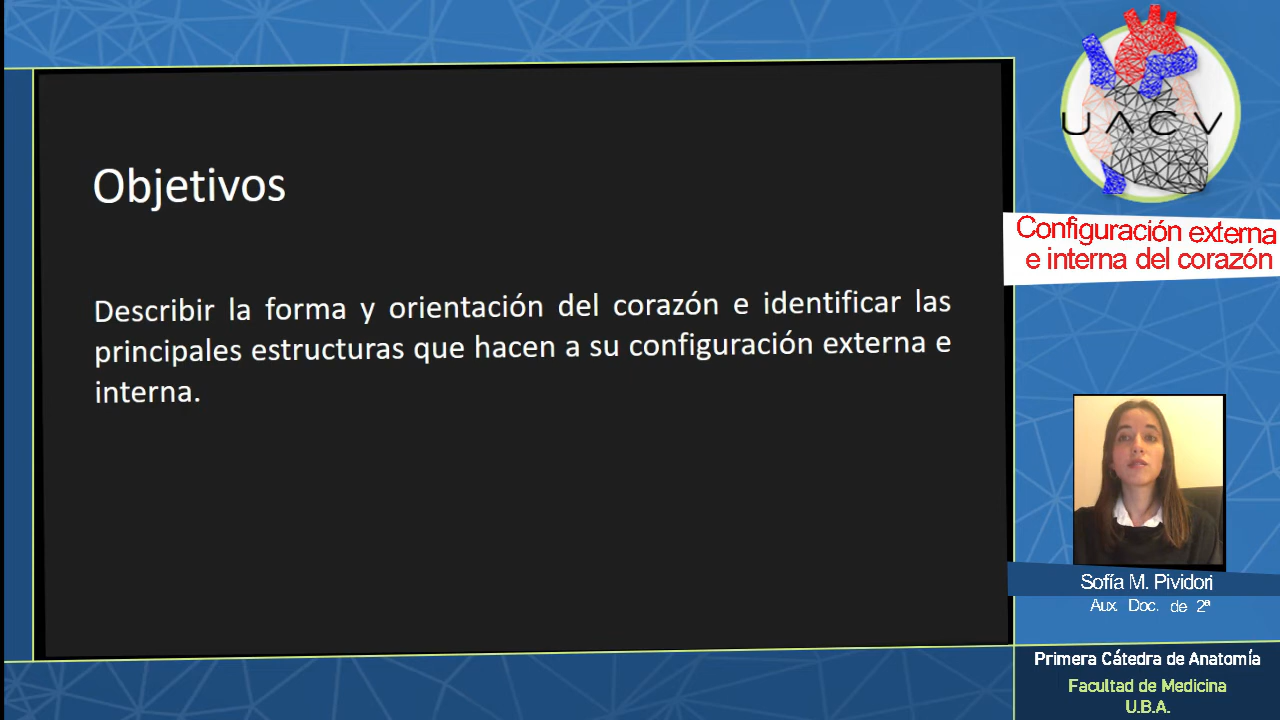 Objetivos
Describir la forma y orientación del corazón e identificar las
principales estructuras que hacen a su configuración externa e
interna.
UACV
Configuración externa
e interna del corazón
Sofía M. Pividori
Aux. Doc. de 2ª
Primera Cátedra de Anatomía
Facultad de Medicina
U.B.A.